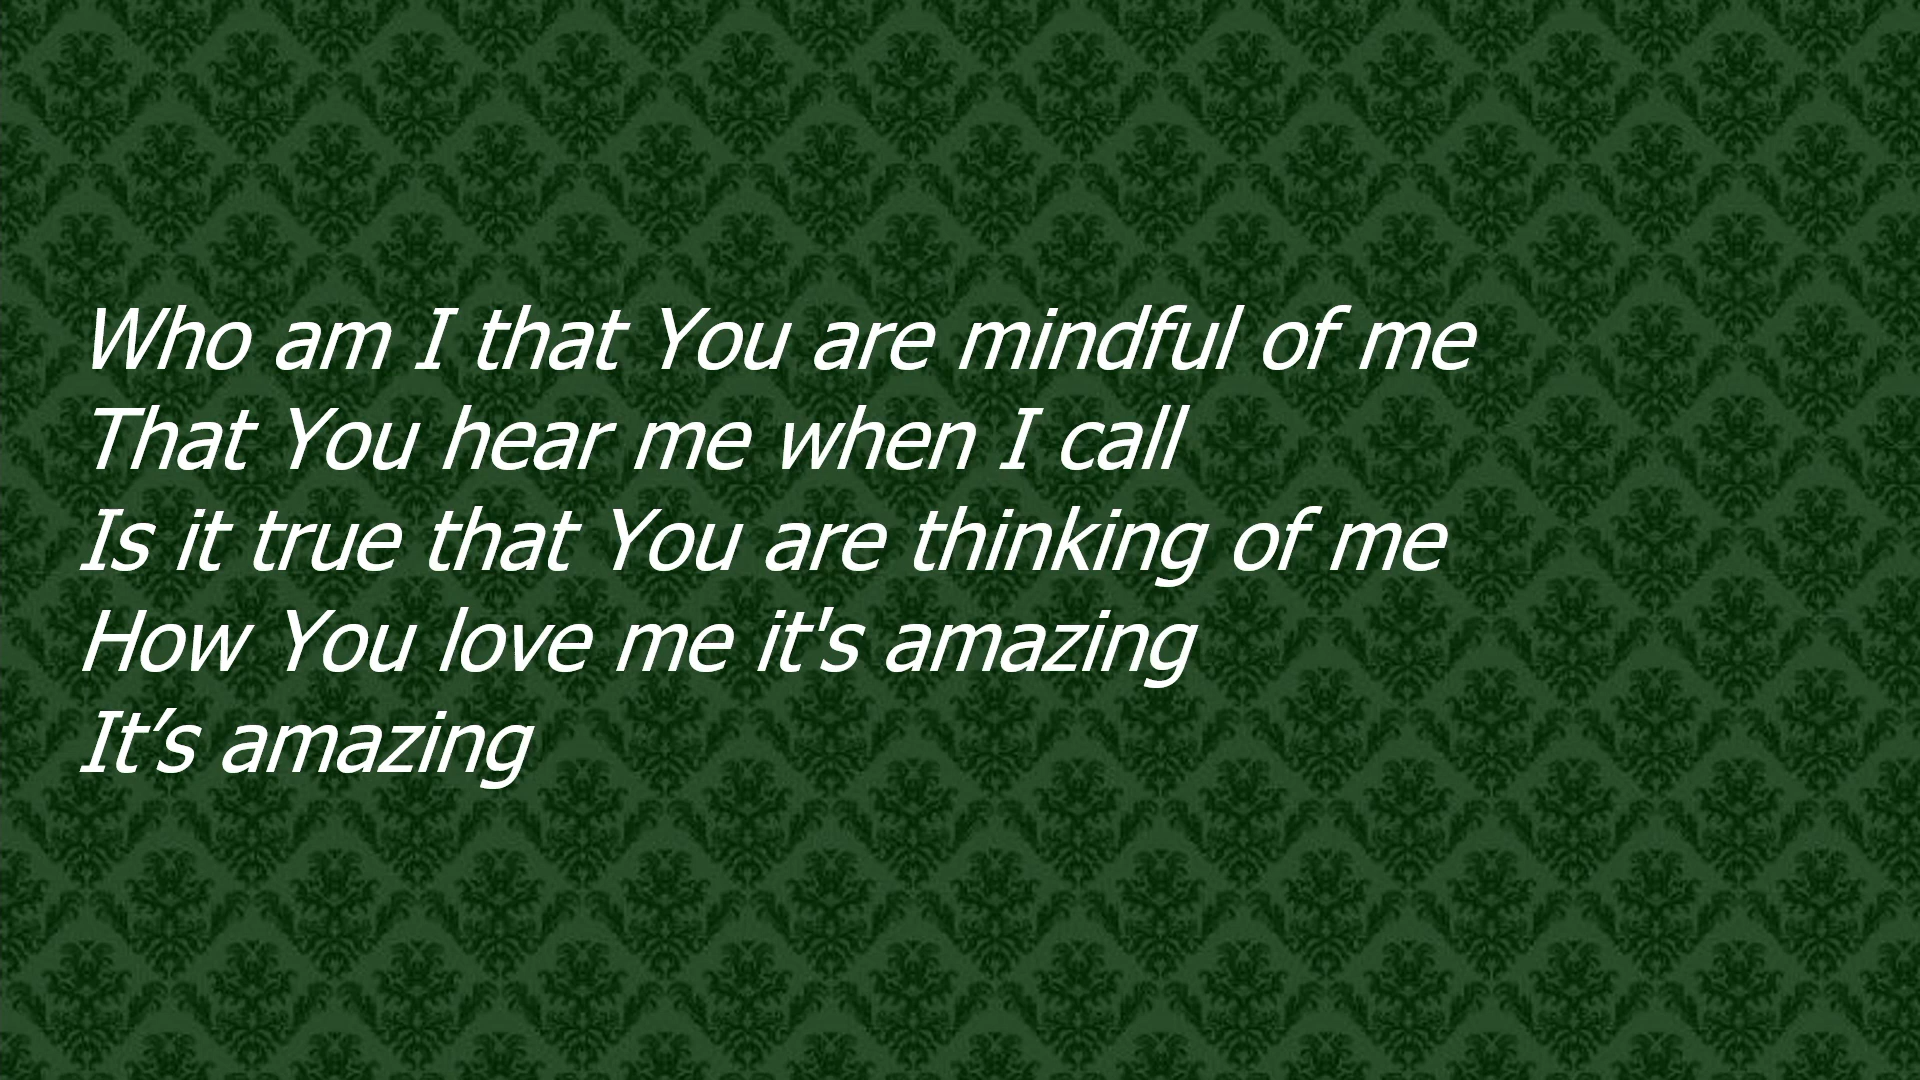 Who am I that You are mindful of me
That You hear me when I call
Is it true that You are thinking of me
How You love me it's amazing
It’s amazing